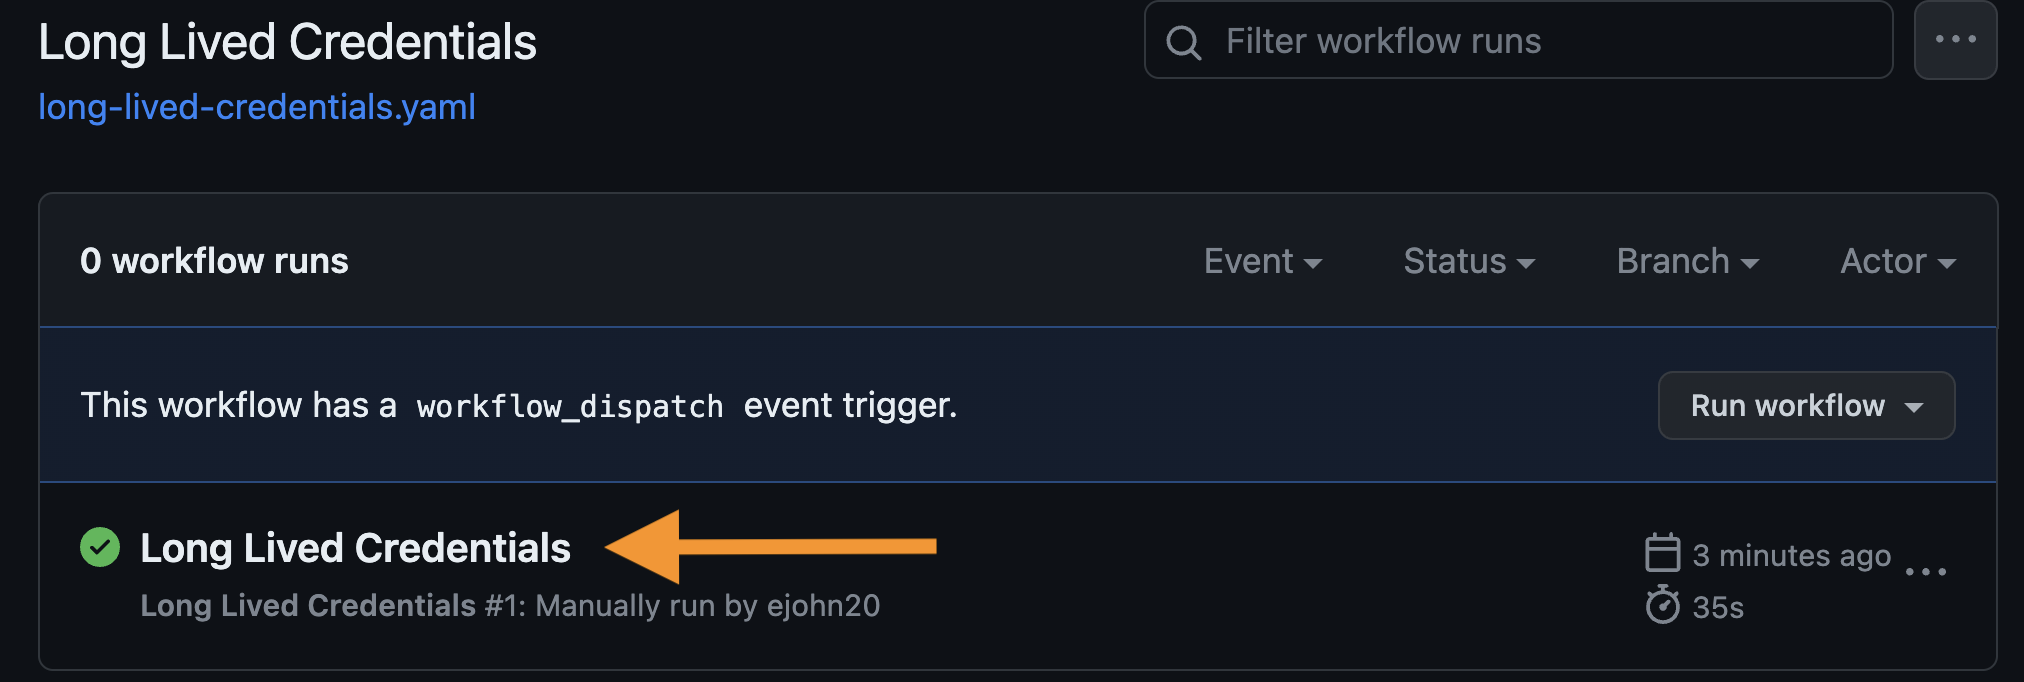 Long Lived Credentials
Filter workflow runs
long-lived-credentials.yaml
0 workflow runs
Event
Status
Branch
Actor
This workflow has a workflow_dispatch event trigger.
Run workflow
Long Lived Credentials
3 minutes ago
Long Lived Credentials #1: Manually run by ejohn20
35s